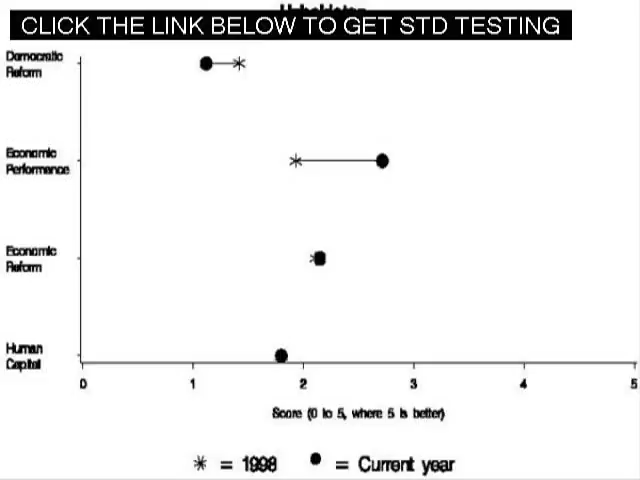 CLICK THE LINK BELOW TO GET STD TESTING
Democratic
Reform
Economic
Performance
Economic
Reform
Human
Capital
0 1 2 3 4 5
Score (0 to 5, where 5 is better)
* = 1998 ● = Current year